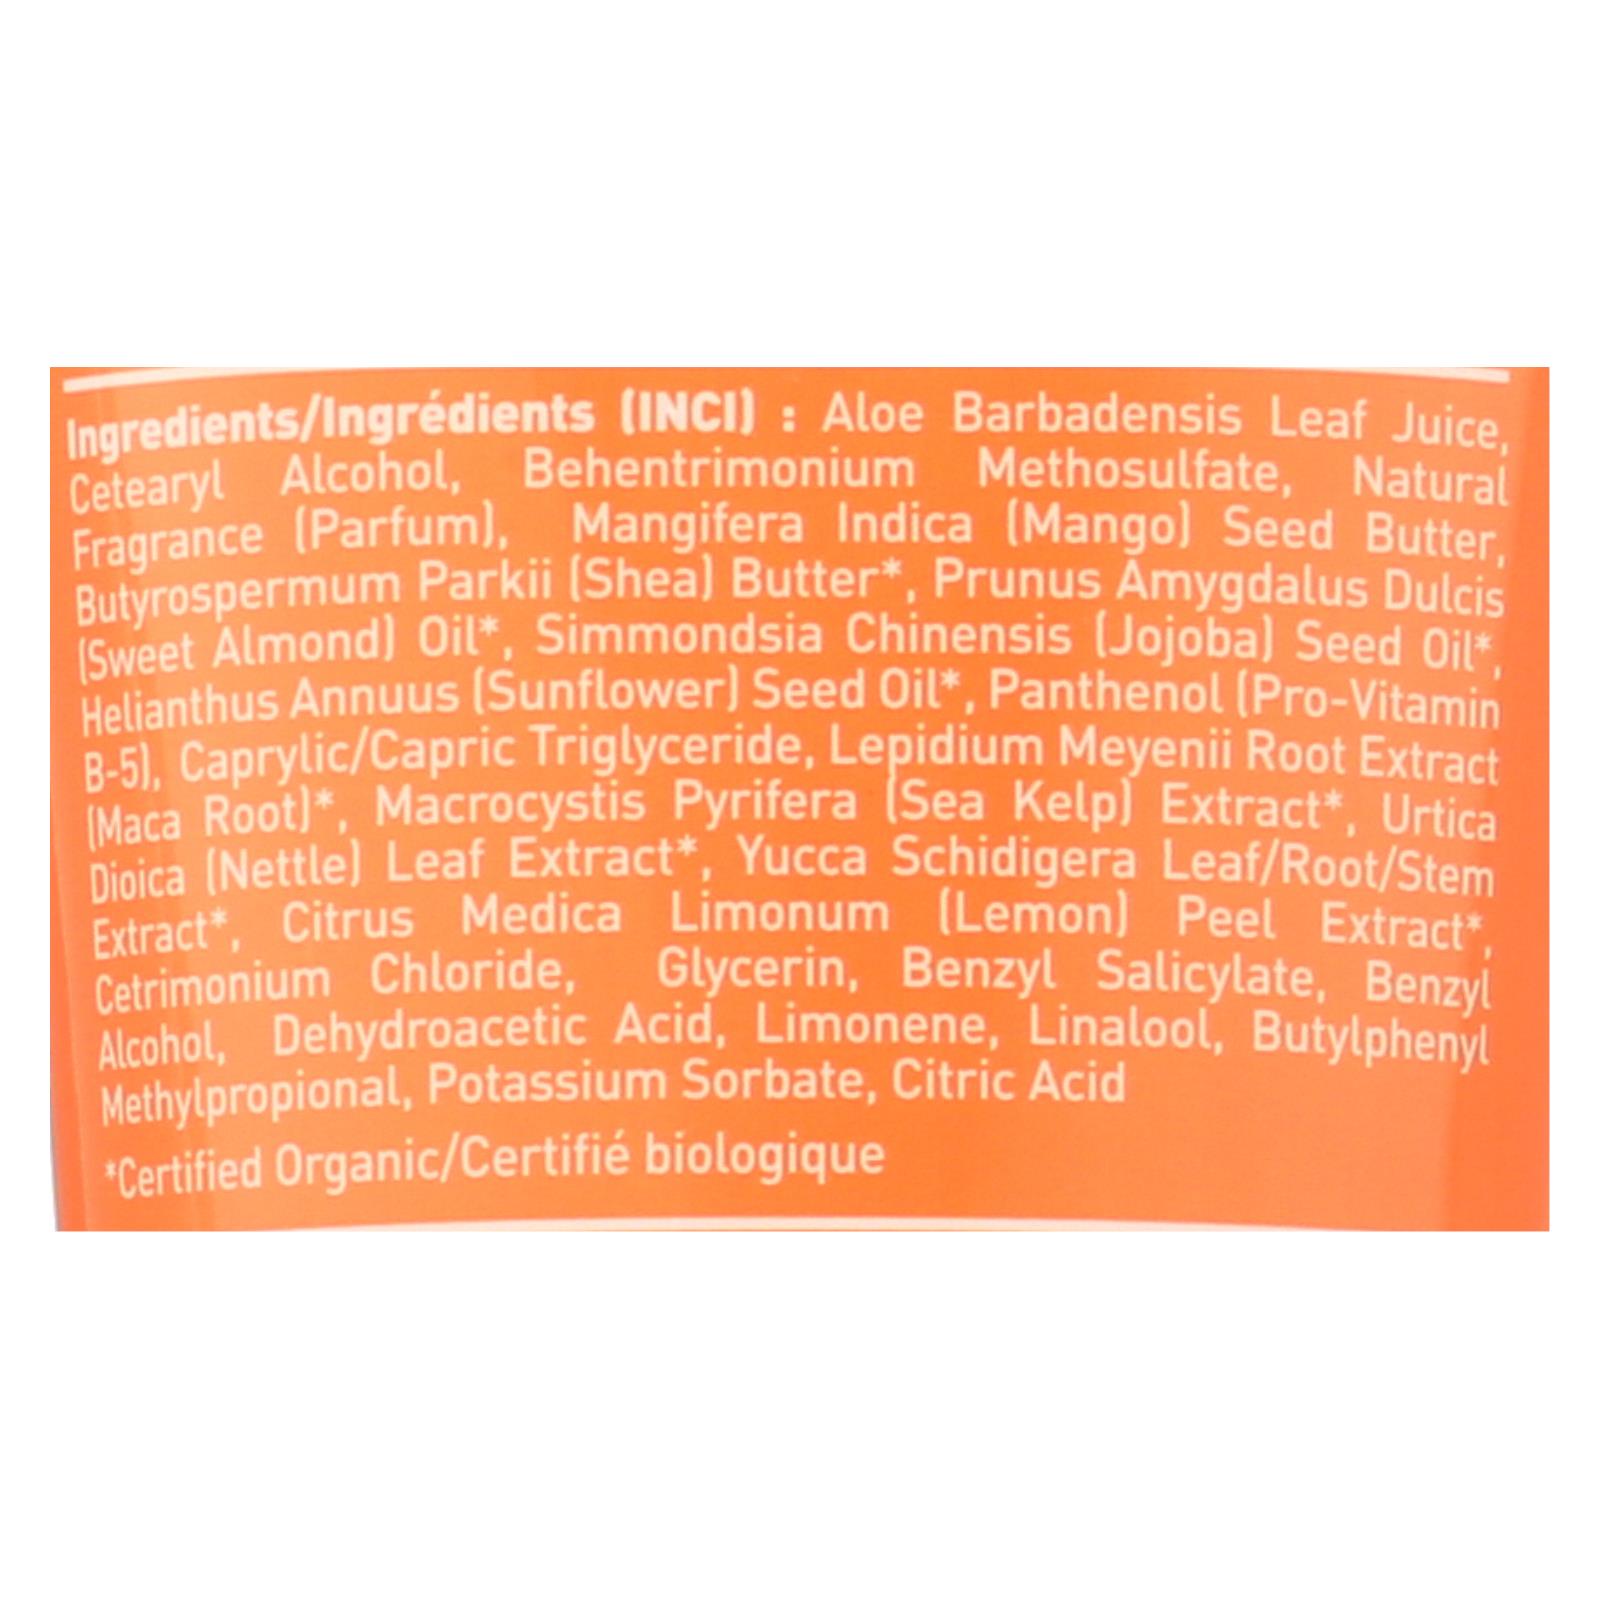 Ingredients/Ingrédients (INCI) : Aloe Barbadensis Leaf Juice,
Cetearyl Alcohol, Behentrimonium Methosulfate, Natural
Fragrance (Parfum), Mangifera Indica (Mango) Seed Butter,
Butyrospermum Parkii (Shea) Butter*, Prunus Amygdalus Dulcis
(Sweet Almond) Oil*, Simmondsia Chinensis (Jojoba) Seed Oil*,
Helianthus Annuus (Sunflower) Seed Oil*, Panthenol (Pro-Vitamin
B-5), Caprylic/Capric Triglyceride, Lepidium Meyenii Root Extract
(Maca Root)*, Macrocystis Pyrifera (Sea Kelp) Extract*, Urtica
Dioica (Nettle) Leaf Extract*, Yucca Schidigera Leaf/Root/Stem
Extract*, Citrus Medica Limonum (Lemon) Peel Extract*,
Cetrimonium Chloride, Glycerin, Benzyl Salicylate, Benzyl
Alcohol, Dehydroacetic Acid, Limonene, Linalool, Butylphenyl
Methylpropional, Potassium Sorbate, Citric Acid
*Certified Organic/Certifié biologique